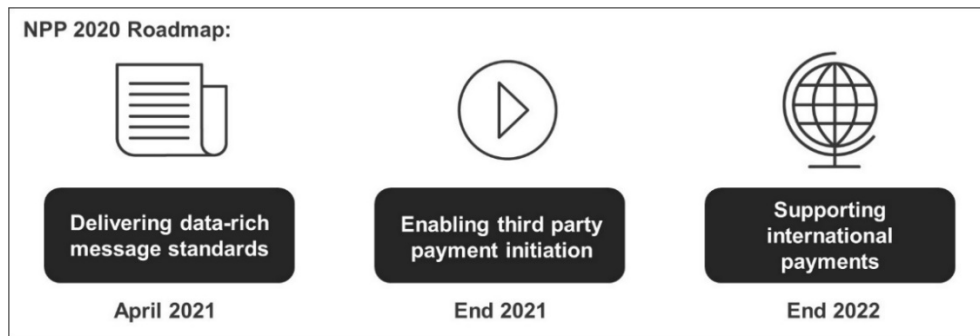 NPP 2020 Roadmap:
Delivering data-rich
message standards
April 2021
Enabling third party
payment initiation
End 2021
Supporting
international
payments
End 2022